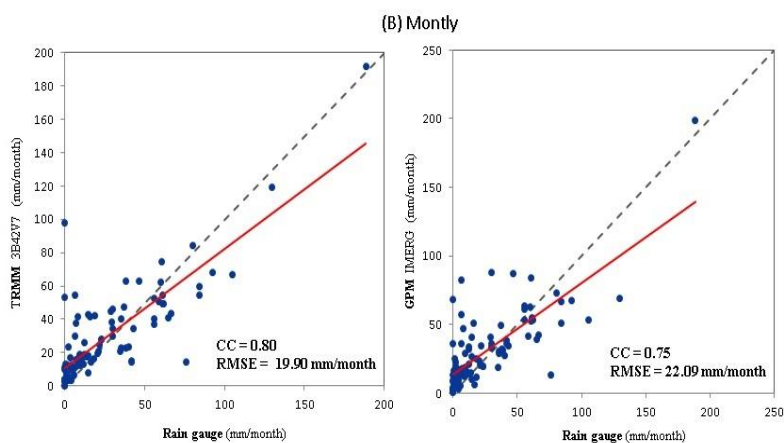 (B) Montly
200
180
160
140
120
100
80
60
40
20
0
TRMM 3B42V7 (mm/month)
CC = 0.80
RMSE = 19.90 mm/month
0 50 100 150 200
Rain gauge (mm/month)
250
200
150
100
50
0
GPM IMERG (mm/month)
CC = 0.75
RMSE = 22.09 mm/month
0 50 100 150 200 250
Rain gauge (mm/month)